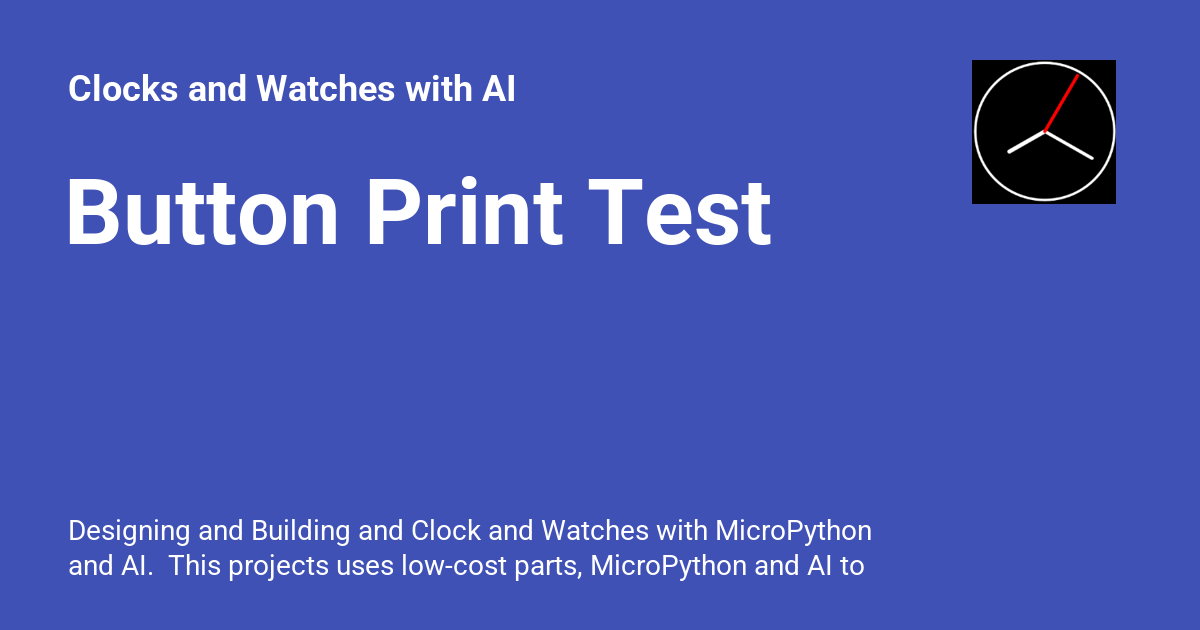 Clocks and Watches with AI
Button Print Test
Designing and Building and Clock and Watches with MicroPython
and AI.  This projects uses low-cost parts, MicroPython and AI to